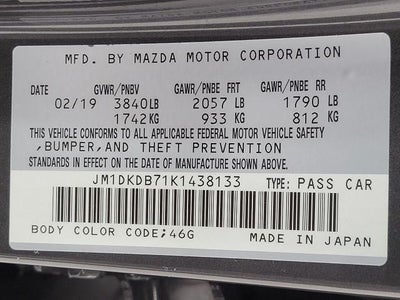 MFD. BY MAZDA MOTOR CORPORATION
DATE GVWR/PNBV GAWR/PNBE FRT GAWR/PNBE RR
02/19 3840LB 2057 LB 1790 LB
1742KG 933 KG 812 KG
THIS VEHICLE CONFORMS TO ALL APPLICABLE FEDERAL MOTOR VEHICLE SAFETY
,BUMPER,AND THEFT PREVENTION
STANDARDS IN EFFECT ON THE DATE OF MANUFACTURE SHOWN ABOVE.
JM1DKDB71K1438133 TYPE: PASS CAR
BODY COLOR CODE;46G MADE IN JAPAN